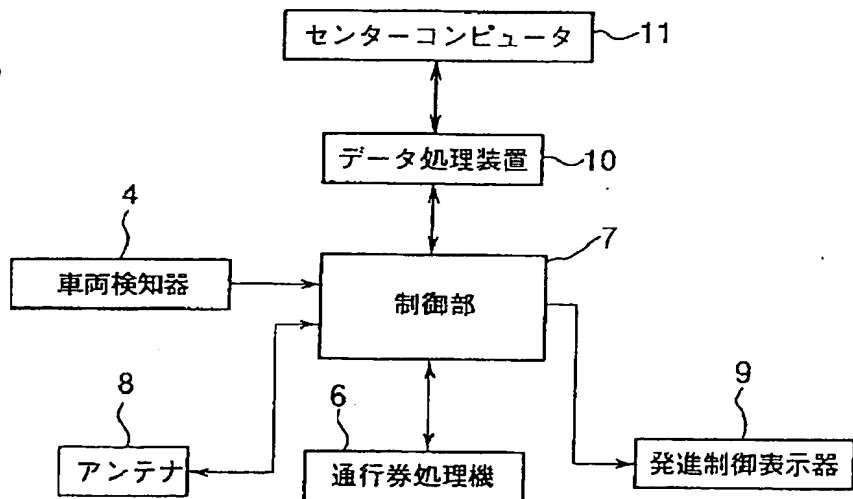 センターコンピュータ
11
データ処理装置
10
4
車両検知器
7
制御部
8
アンテナ
6
通行券処理機
9
発進制御表示器